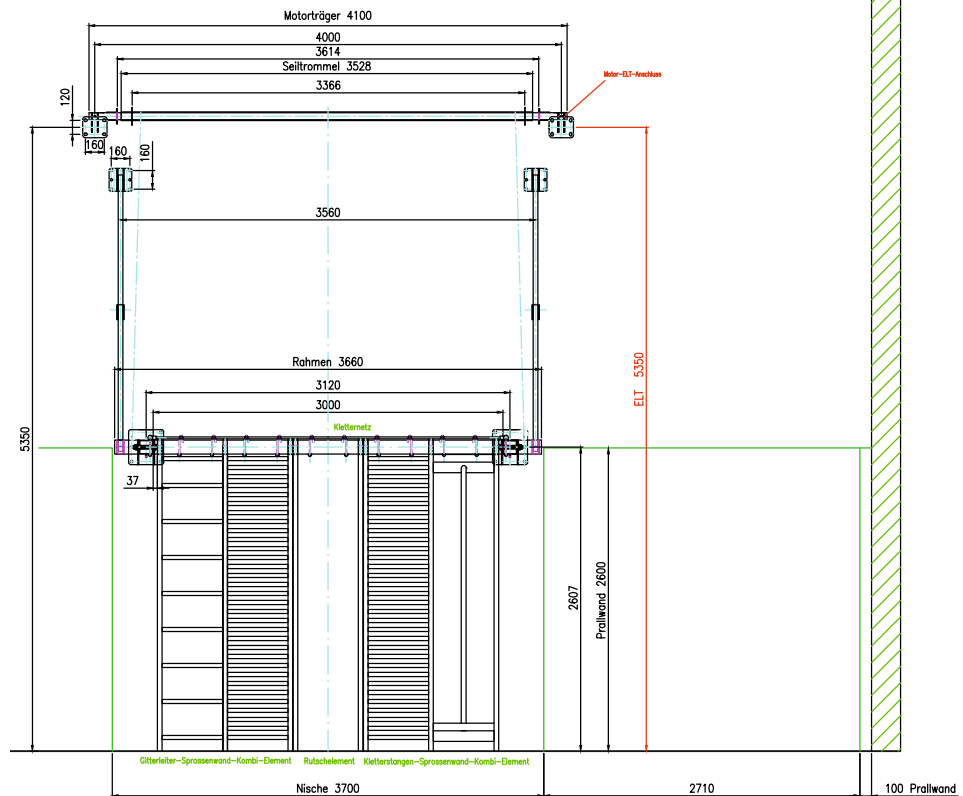 Motorträger 4100
4000
3614
Seiltrommel 3528
3366
Motor-ELT-Anschluss
120
160
160
160
3560
Rahmen 3660
3120
3000
Kletternetz
ELT 5350
5350
37
2607
Prallwand 2600
Gitterleiter-Sprossenwand-Kombi-Element
Rutschelement
Kletterstangen-Sprossenwand-Kombi-Element
Nische 3700
2710
100 Prallwand